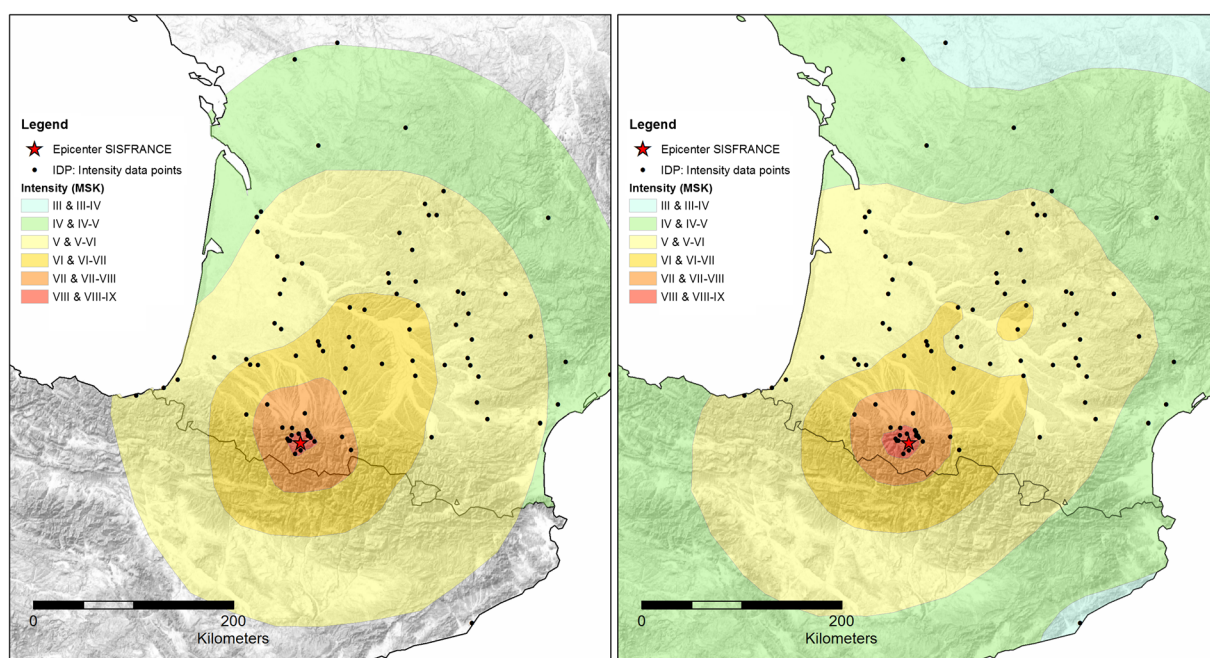 Legend
Epicenter SISFRANCE
IDP: Intensity data points
Intensity (MSK)
III & III-IV
IV & IV-V
V & V-VI
VI & VI-VII
VII & VII-VIII
VIII & VIII-IX
0 200
Kilometers
Legend
Epicenter SISFRANCE
IDP: Intensity data points
Intensity (MSK)
III & III-IV
IV & IV-V
V & V-VI
VI & VI-VII
VII & VII-VIII
VIII & VIII-IX
0 200
Kilometers